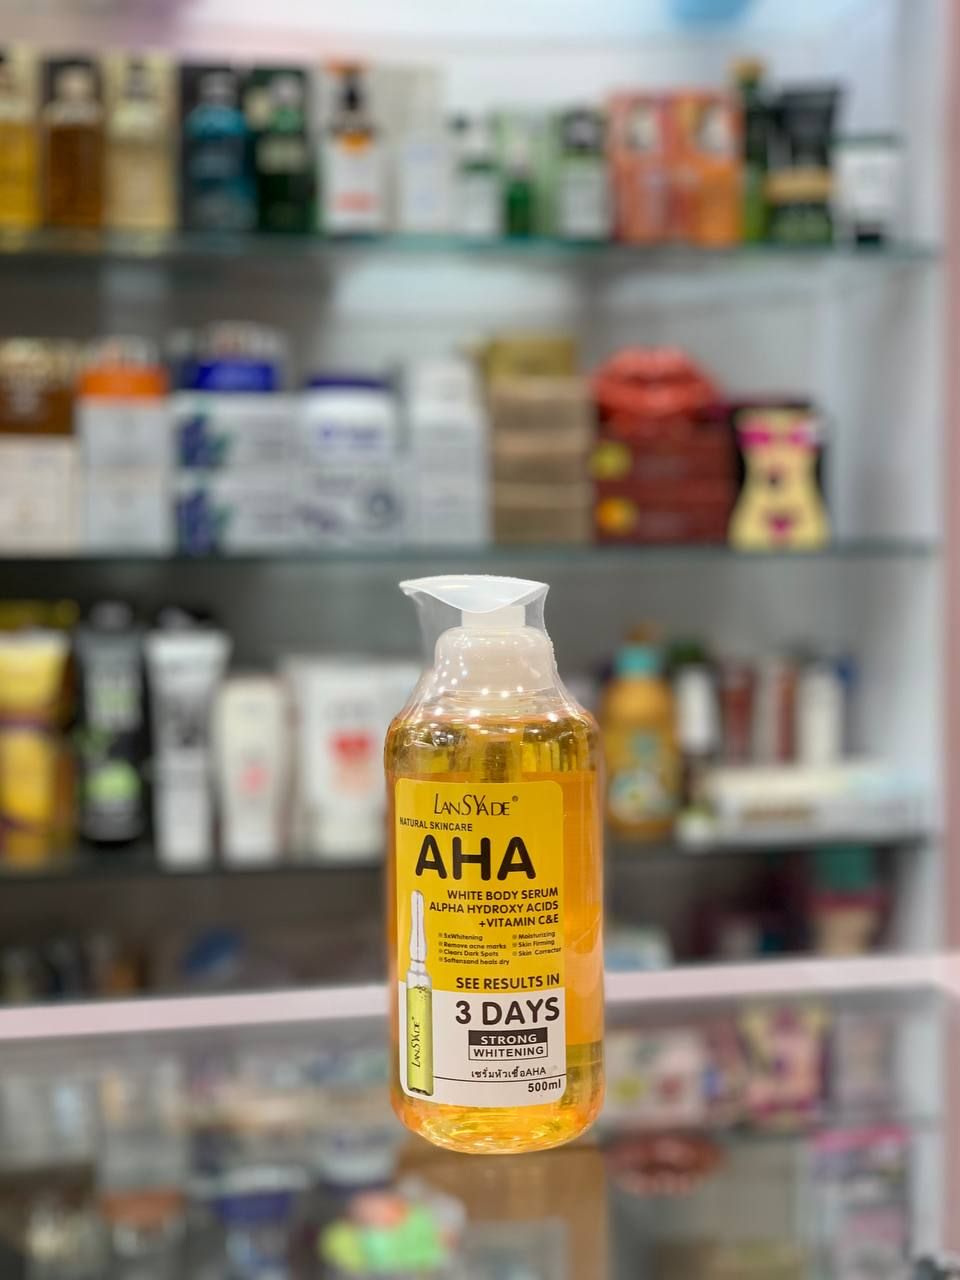 LANSYADE®
NATURAL SKINCARE
AHA
WHITE BODY SERUM
ALPHA HYDROXY ACIDS
+VITAMIN C&E
5xWhitening
Remove acne marks
Clears Dark Spots
Softensand heals dry
Moisturizing
Skin Firming
Skin Corrector
SEE RESULTS IN
3 DAYS
STRONG
WHITENING
LANSYADE®
เซรั่มหัวเชื้อAHA
500ml